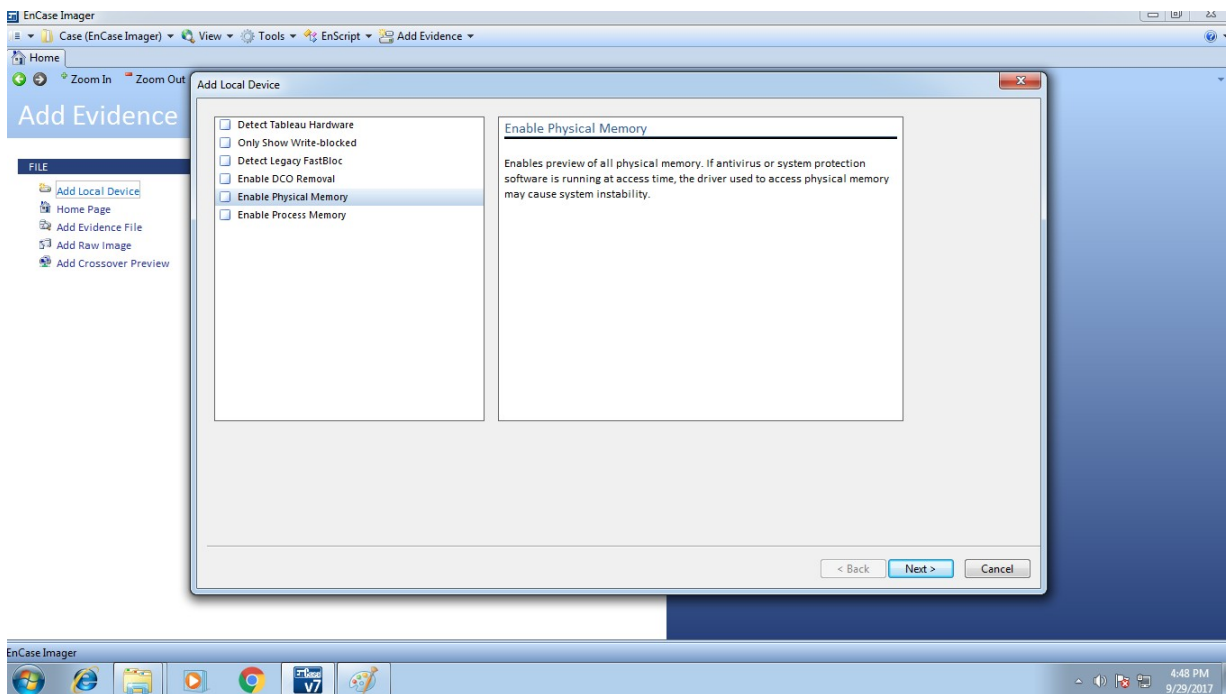 EnCase Imager
Case (EnCase Imager) View Tools EnScript Add Evidence
Home
Zoom In Zoom Out
Add Evidence
FILE
Add Local Device
Home Page
Add Evidence File
Add Raw Image
Add Crossover Preview
Add Local Device
Detect Tableau Hardware
Only Show Write-blocked
Detect Legacy FastBloc
Enable DCO Removal
Enable Physical Memory
Enable Process Memory
Enable Physical Memory
Enables preview of all physical memory. If antivirus or system protection
software is running at access time, the driver used to access physical memory
may cause system instability.
< Back Next > Cancel
EnCase Imager
EnCase
v7
4:48 PM
9/29/2017